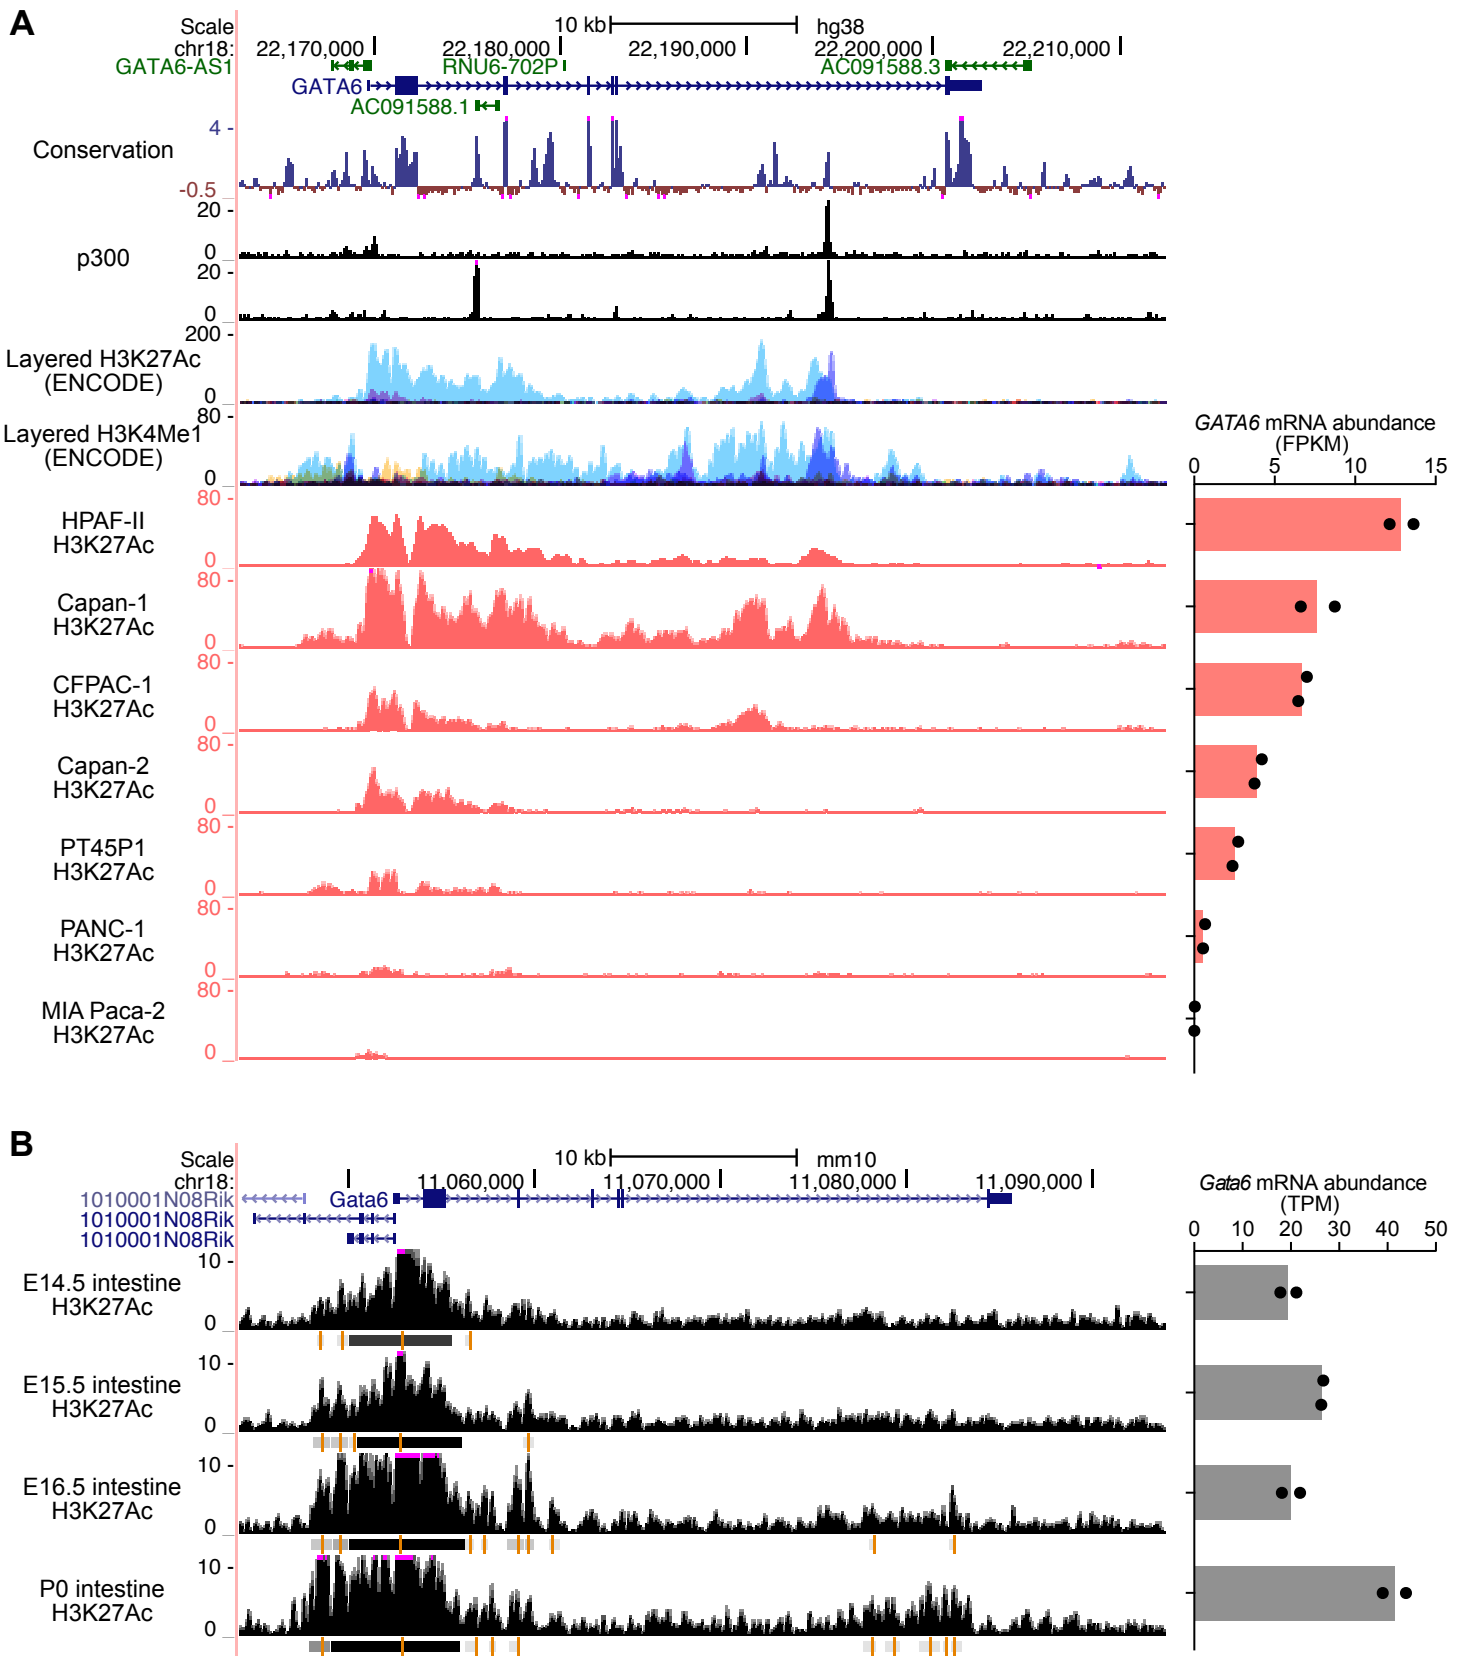 A
Scale 10 kb hg38
chr18: 22,170,000 22,180,000 22,190,000 22,200,000 22,210,000
GATA6-AS1 RNU6-702P AC091588.3
GATA6
AC091588.1
4 -
Conservation
-0.5 _
20 -
0 _
p300
20 -
0 _
200 -
Layered H3K27Ac
(ENCODE)
0 _
80 -
Layered H3K4Me1
(ENCODE)
0 _
GATA6 mRNA abundance
(FPKM)
0 5 10 15
80 -
HPAF-II
H3K27Ac
0 _
80 -
Capan-1
H3K27Ac
0 _
80 -
CFPAC-1
H3K27Ac
0 _
80 -
Capan-2
H3K27Ac
0 _
80 -
PT45P1
H3K27Ac
0 _
80 -
PANC-1
H3K27Ac
0 _
80 -
MIA Paca-2
H3K27Ac
0 _
B
Scale 10 kb mm10
chr18: 11,060,000 11,070,000 11,080,000 11,090,000
1010001N08Rik Gata6
1010001N08Rik
1010001N08Rik
Gata6 mRNA abundance
(TPM)
0 10 20 30 40 50
10 -
E14.5 intestine
H3K27Ac
0 _
10 -
E15.5 intestine
H3K27Ac
0 _
10 -
E16.5 intestine
H3K27Ac
0 _
10 -
P0 intestine
H3K27Ac
0 _